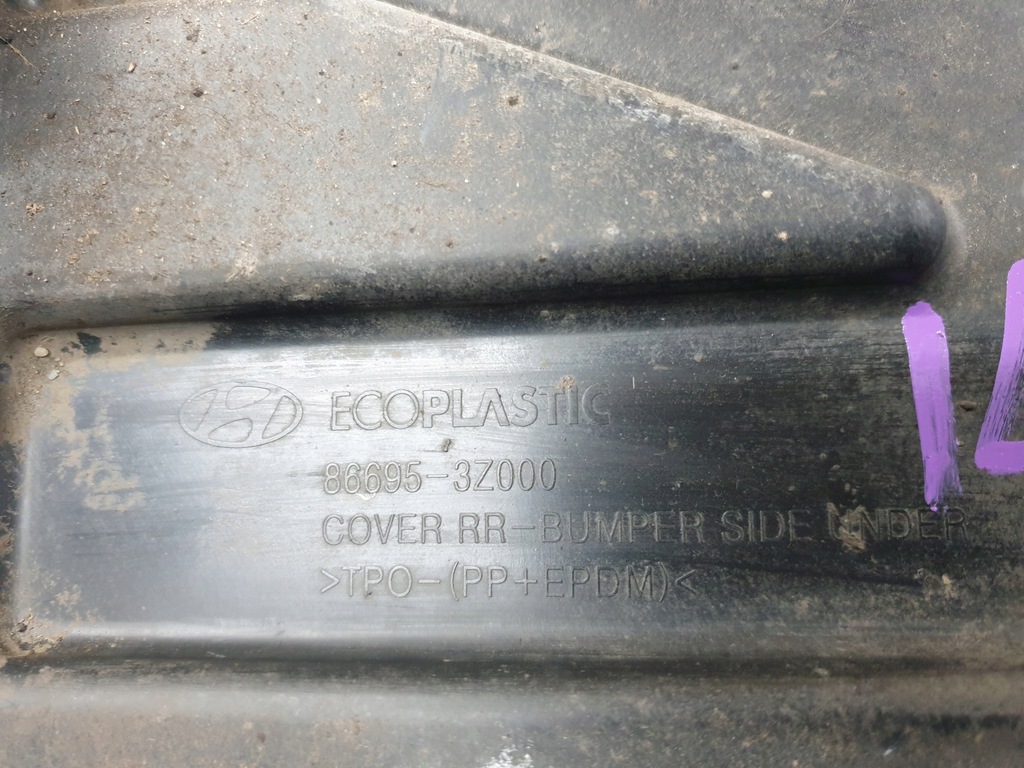 ECOPLASTIC
86695-3Z000
COVER RR-BUMPER SIDE UNDER
>TPO-(PP+EPDM)<